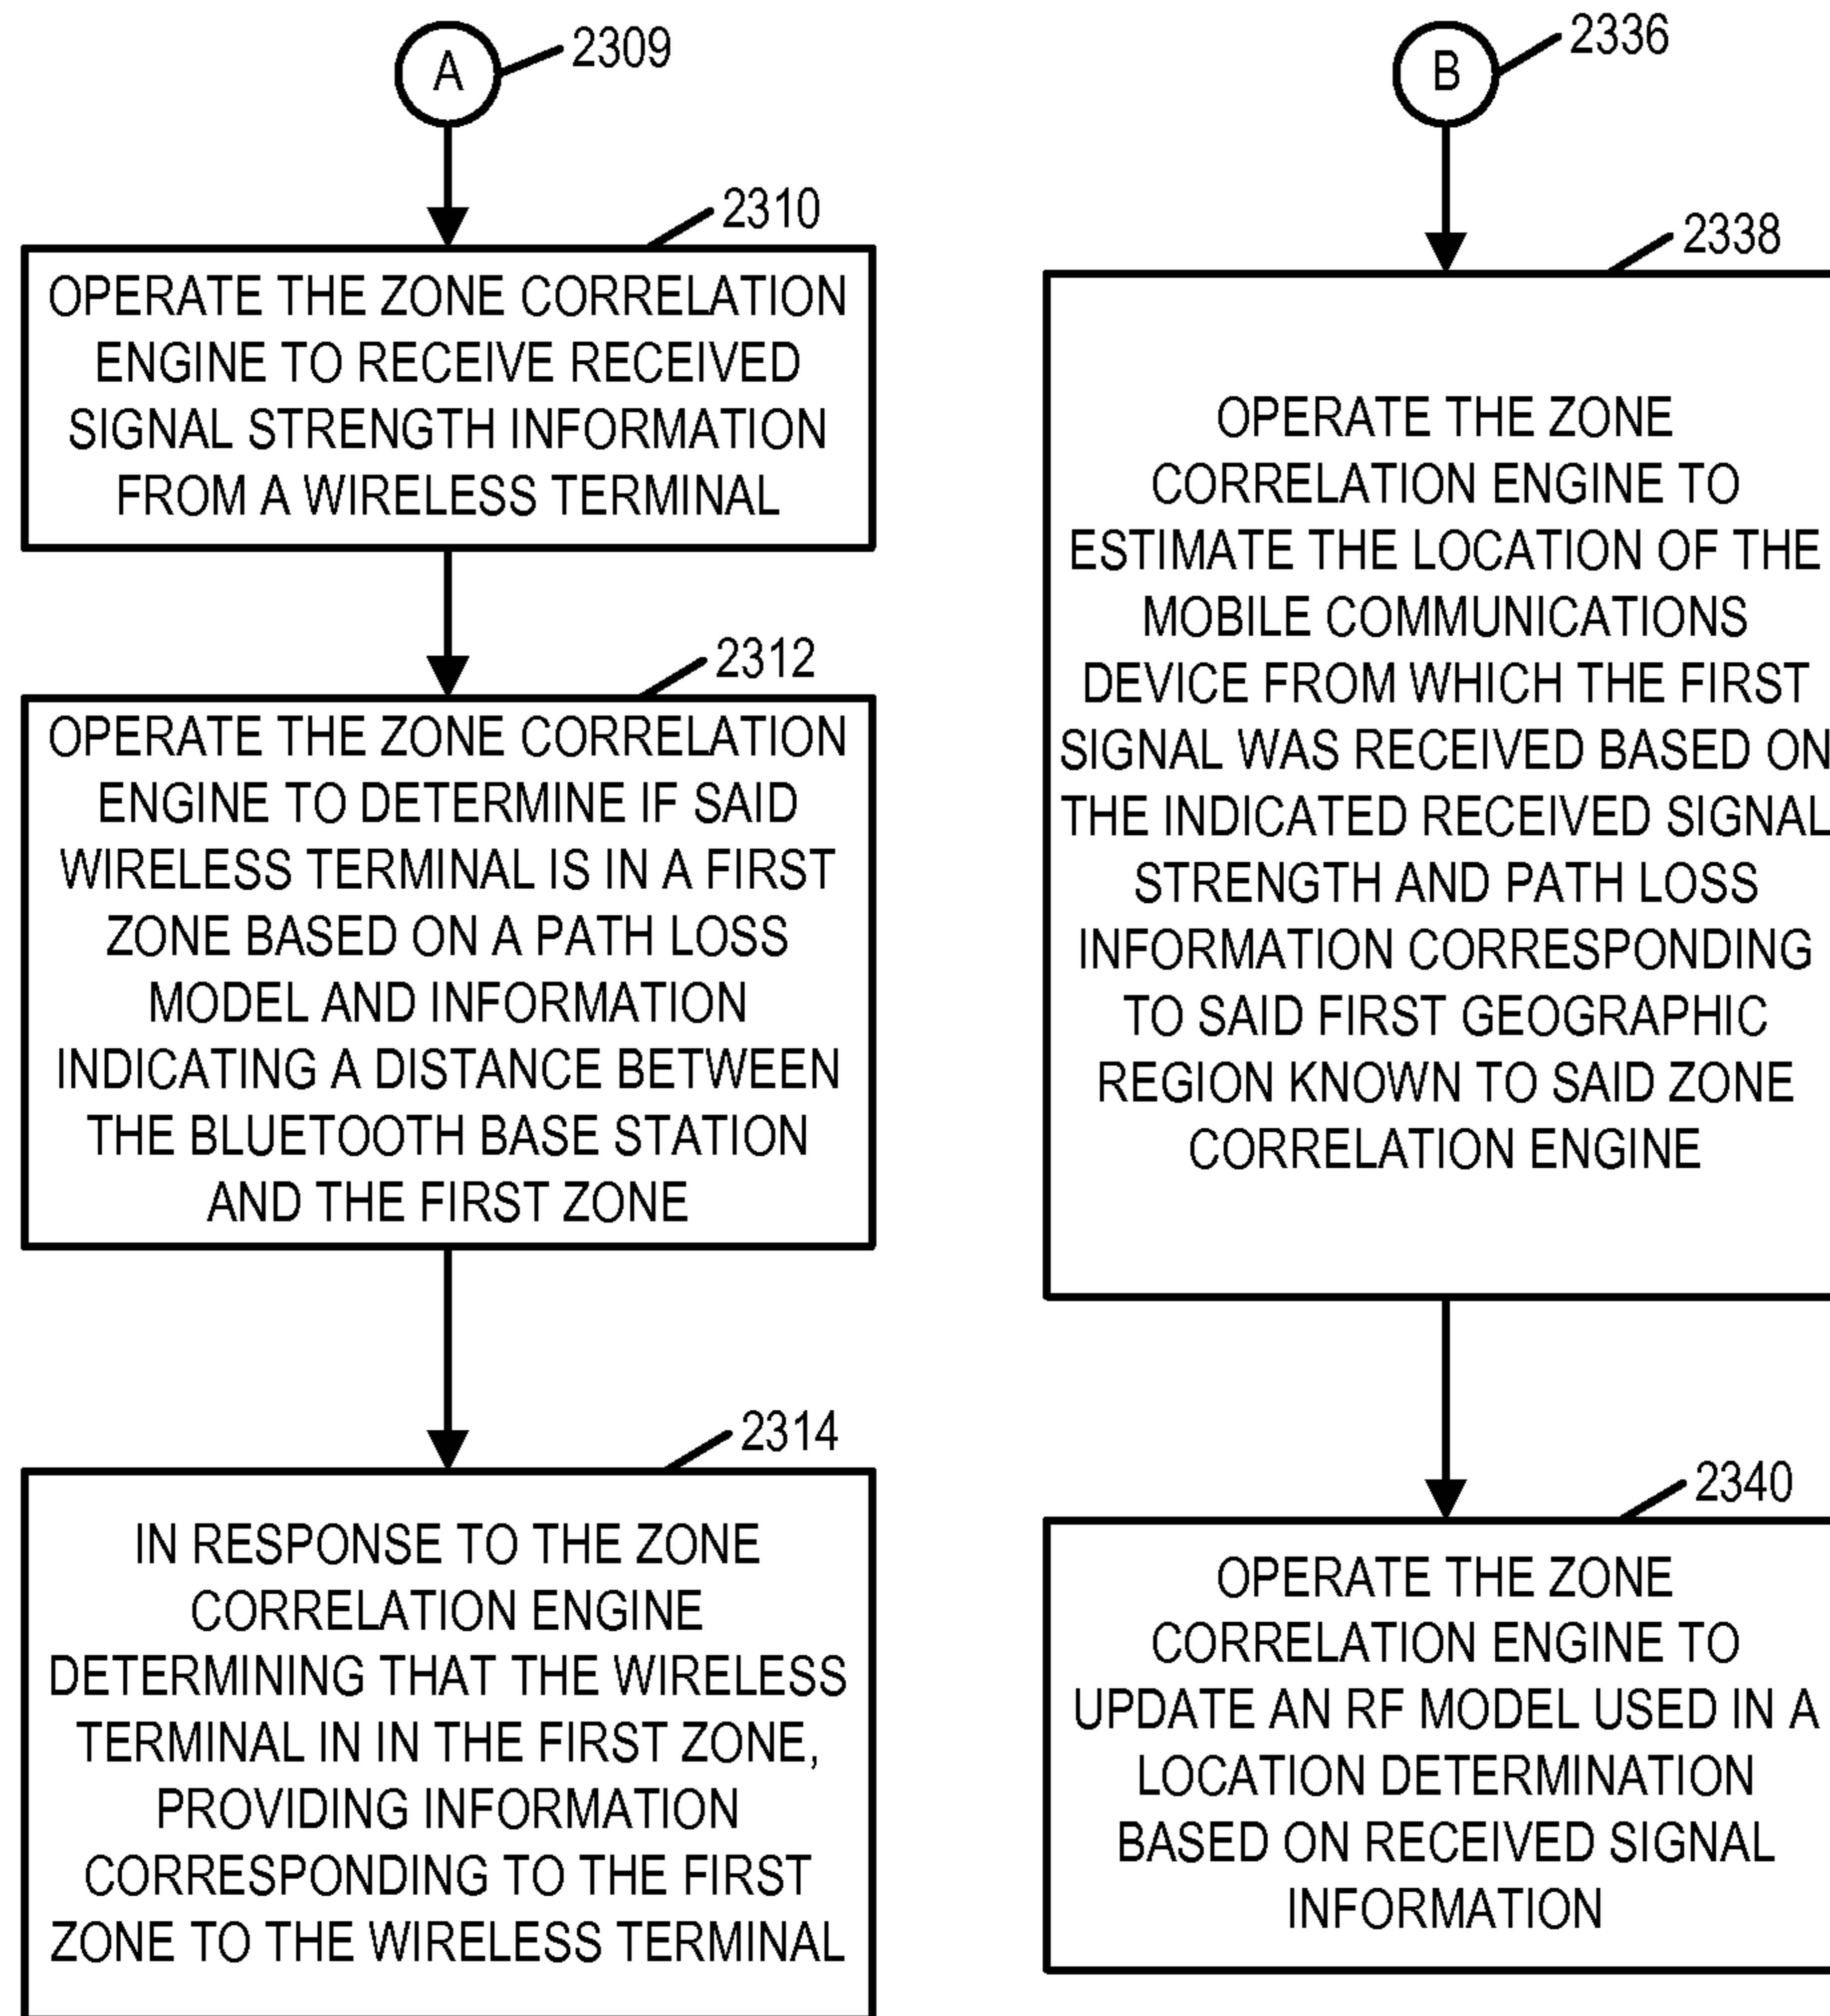 A
2309
2310
OPERATE THE ZONE CORRELATION
ENGINE TO RECEIVE RECEIVED
SIGNAL STRENGTH INFORMATION
FROM A WIRELESS TERMINAL
2312
OPERATE THE ZONE CORRELATION
ENGINE TO DETERMINE IF SAID
WIRELESS TERMINAL IS IN A FIRST
ZONE BASED ON A PATH LOSS
MODEL AND INFORMATION
INDICATING A DISTANCE BETWEEN
THE BLUETOOTH BASE STATION
AND THE FIRST ZONE
2314
IN RESPONSE TO THE ZONE
CORRELATION ENGINE
DETERMINING THAT THE WIRELESS
TERMINAL IN IN THE FIRST ZONE,
PROVIDING INFORMATION
CORRESPONDING TO THE FIRST
ZONE TO THE WIRELESS TERMINAL
B
2336
2338
OPERATE THE ZONE
CORRELATION ENGINE TO
ESTIMATE THE LOCATION OF THE
MOBILE COMMUNICATIONS
DEVICE FROM WHICH THE FIRST
SIGNAL WAS RECEIVED BASED ON
THE INDICATED RECEIVED SIGNAL
STRENGTH AND PATH LOSS
INFORMATION CORRESPONDING
TO SAID FIRST GEOGRAPHIC
REGION KNOWN TO SAID ZONE
CORRELATION ENGINE
2340
OPERATE THE ZONE
CORRELATION ENGINE TO
UPDATE AN RF MODEL USED IN A
LOCATION DETERMINATION
BASED ON RECEIVED SIGNAL
INFORMATION